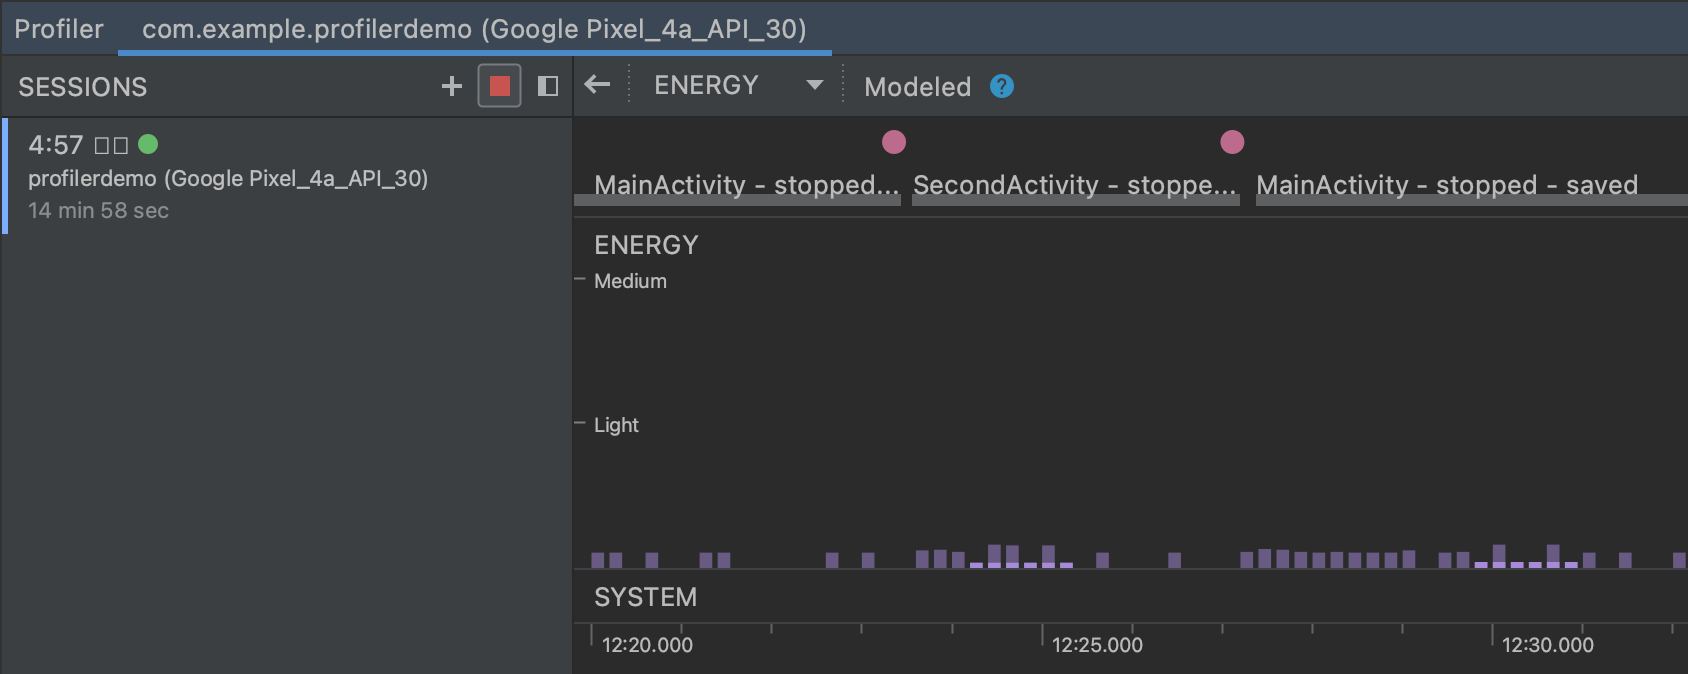 Profiler com.example.profilerdemo (Google Pixel_4a_API_30)
SESSIONS
ENERGY Modeled ?
4:57
profilerdemo (Google Pixel_4a_API_30)
14 min 58 sec
MainActivity - stopped... SecondActivity - stoppe... MainActivity - stopped - saved
ENERGY
Medium
Light
SYSTEM
12:20.000 12:25.000 12:30.000